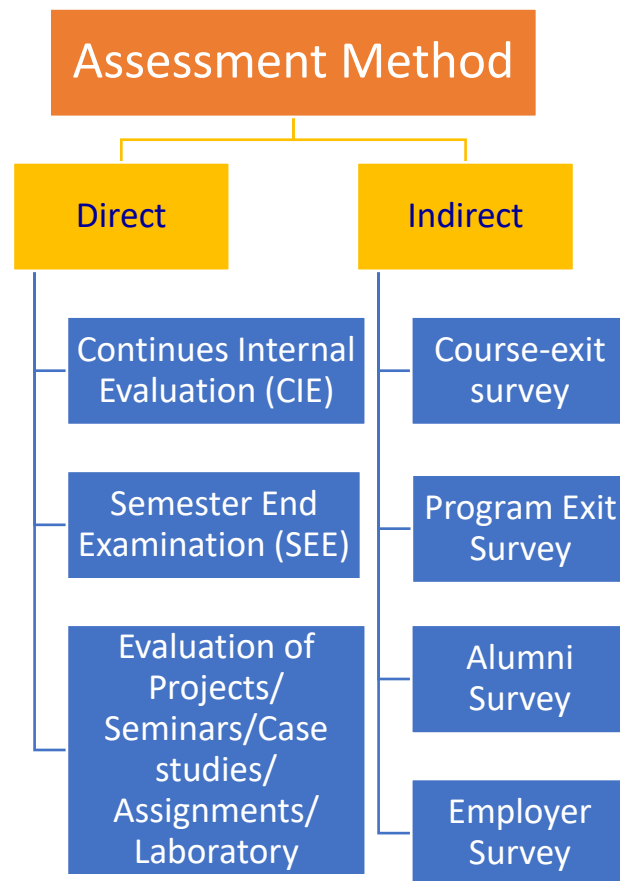 Assessment Method
Direct
Indirect
Continues Internal
Evaluation (CIE)
Semester End
Examination (SEE)
Evaluation of
Projects/
Seminars/Case
studies/
Assignments/
Laboratory
Course-exit
survey
Program Exit
Survey
Alumni
Survey
Employer
Survey